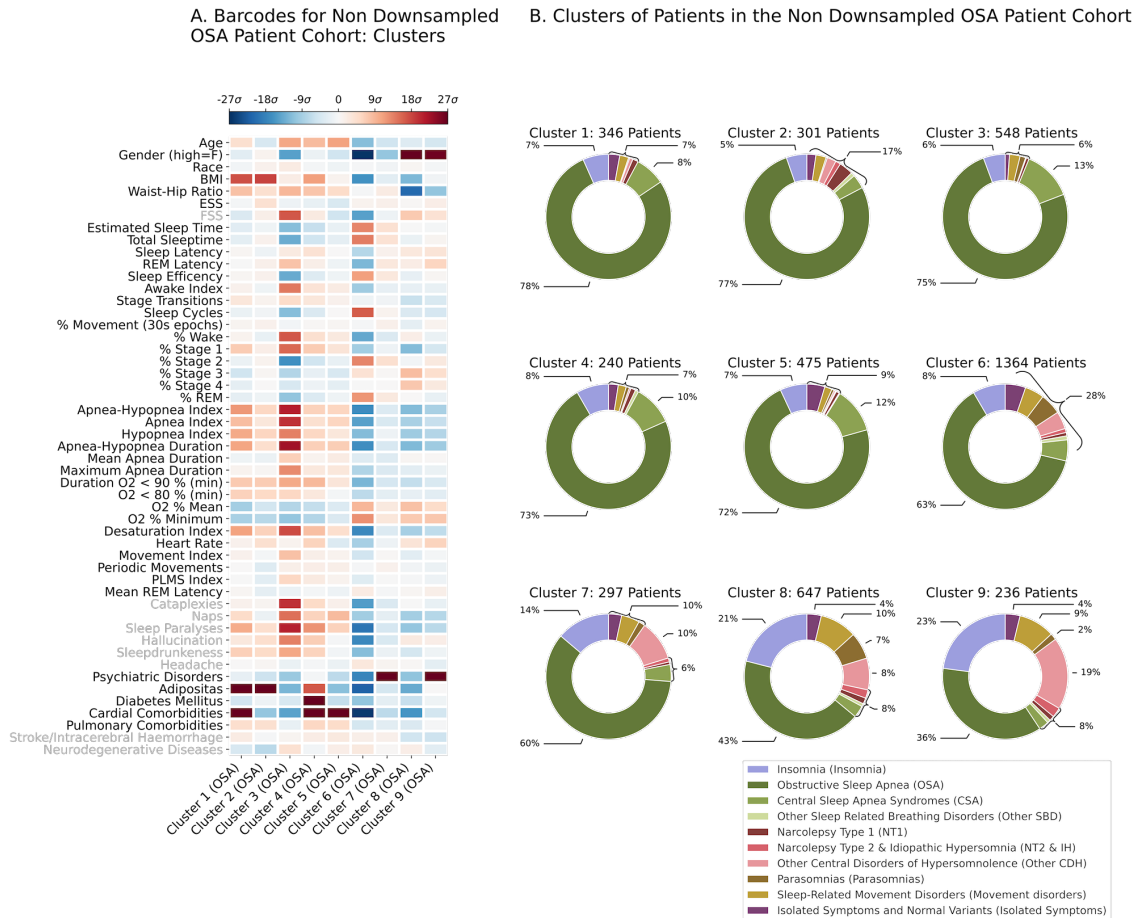 A. Barcodes for Non Downsampled
OSA Patient Cohort: Clusters
-27σ -18σ -9σ 0 9σ 18σ 27σ
Age
Gender (high=F)
Race
BMI
Waist-Hip Ratio
ESS
FSS
Estimated Sleep Time
Total Sleeptime
Sleep Latency
REM Latency
Sleep Efficency
Awake Index
Stage Transitions
Sleep Cycles
% Movement (30s epochs)
% Wake
% Stage 1
% Stage 2
% Stage 3
% Stage 4
% REM
Apnea-Hypopnea Index
Apnea Index
Hypopnea Index
Apnea-Hypopnea Duration
Mean Apnea Duration
Maximum Apnea Duration
Duration O2 < 90 % (min)
O2 < 80 % (min)
O2 % Mean
O2 % Minimum
Desaturation Index
Heart Rate
Movement Index
Periodic Movements
PLMS Index
Mean REM Latency
Cataplexies
Naps
Sleep Paralyses
Hallucination
Sleepdrunkeness
Headache
Psychiatric Disorders
Adipositas
Diabetes Mellitus
Cardial Comorbidities
Pulmonary Comorbidities
Stroke/Intracerebral Haemorrhage
Neurodegenerative Diseases
Cluster 1 (OSA)
Cluster 2 (OSA)
Cluster 3 (OSA)
Cluster 4 (OSA)
Cluster 5 (OSA)
Cluster 6 (OSA)
Cluster 7 (OSA)
Cluster 8 (OSA)
Cluster 9 (OSA)
B. Clusters of Patients in the Non Downsampled OSA Patient Cohort
Cluster 1: 346 Patients
7%
7%
8%
78%
Cluster 2: 301 Patients
5%
17%
77%
Cluster 3: 548 Patients
6%
6%
13%
75%
Cluster 4: 240 Patients
8%
7%
10%
73%
Cluster 5: 475 Patients
7%
9%
12%
72%
Cluster 6: 1364 Patients
8%
28%
63%
Cluster 7: 297 Patients
14%
10%
10%
6%
60%
Cluster 8: 647 Patients
21%
4%
10%
7%
8%
8%
43%
Cluster 9: 236 Patients
23%
4%
9%
2%
19%
8%
36%
Insomnia (Insomnia)
Obstructive Sleep Apnea (OSA)
Central Sleep Apnea Syndromes (CSA)
Other Sleep Related Breathing Disorders (Other SBD)
Narcolepsy Type 1 (NT1)
Narcolepsy Type 2 & Idiopathic Hypersomnia (NT2 & IH)
Other Central Disorders of Hypersomnolence (Other CDH)
Parasomnias (Parasomnias)
Sleep-Related Movement Disorders (Movement disorders)
Isolated Symptoms and Normal Variants (Isolated Symptoms)